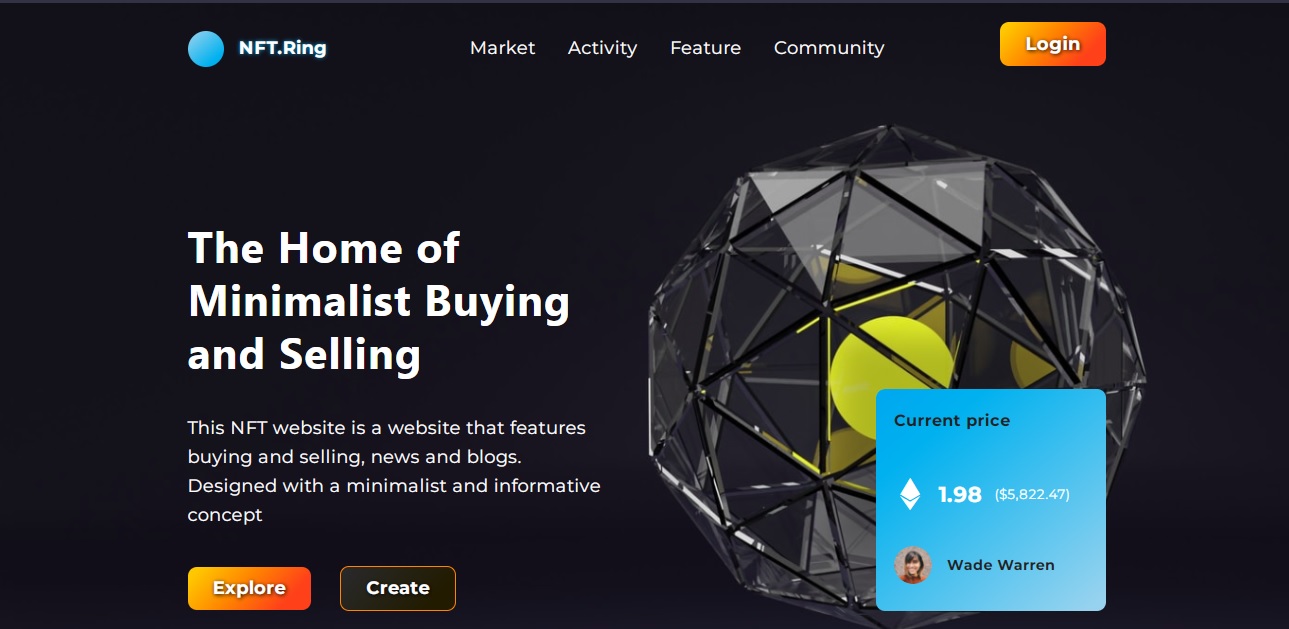 NFT.Ring
Market
Activity
Feature
Community
Login
The Home of
Minimalist Buying
and Selling
This NFT website is a website that features
buying and selling, news and blogs.
Designed with a minimalist and informative
concept
Explore
Create
Current price
1.98 ($5,822.47)
Wade Warren